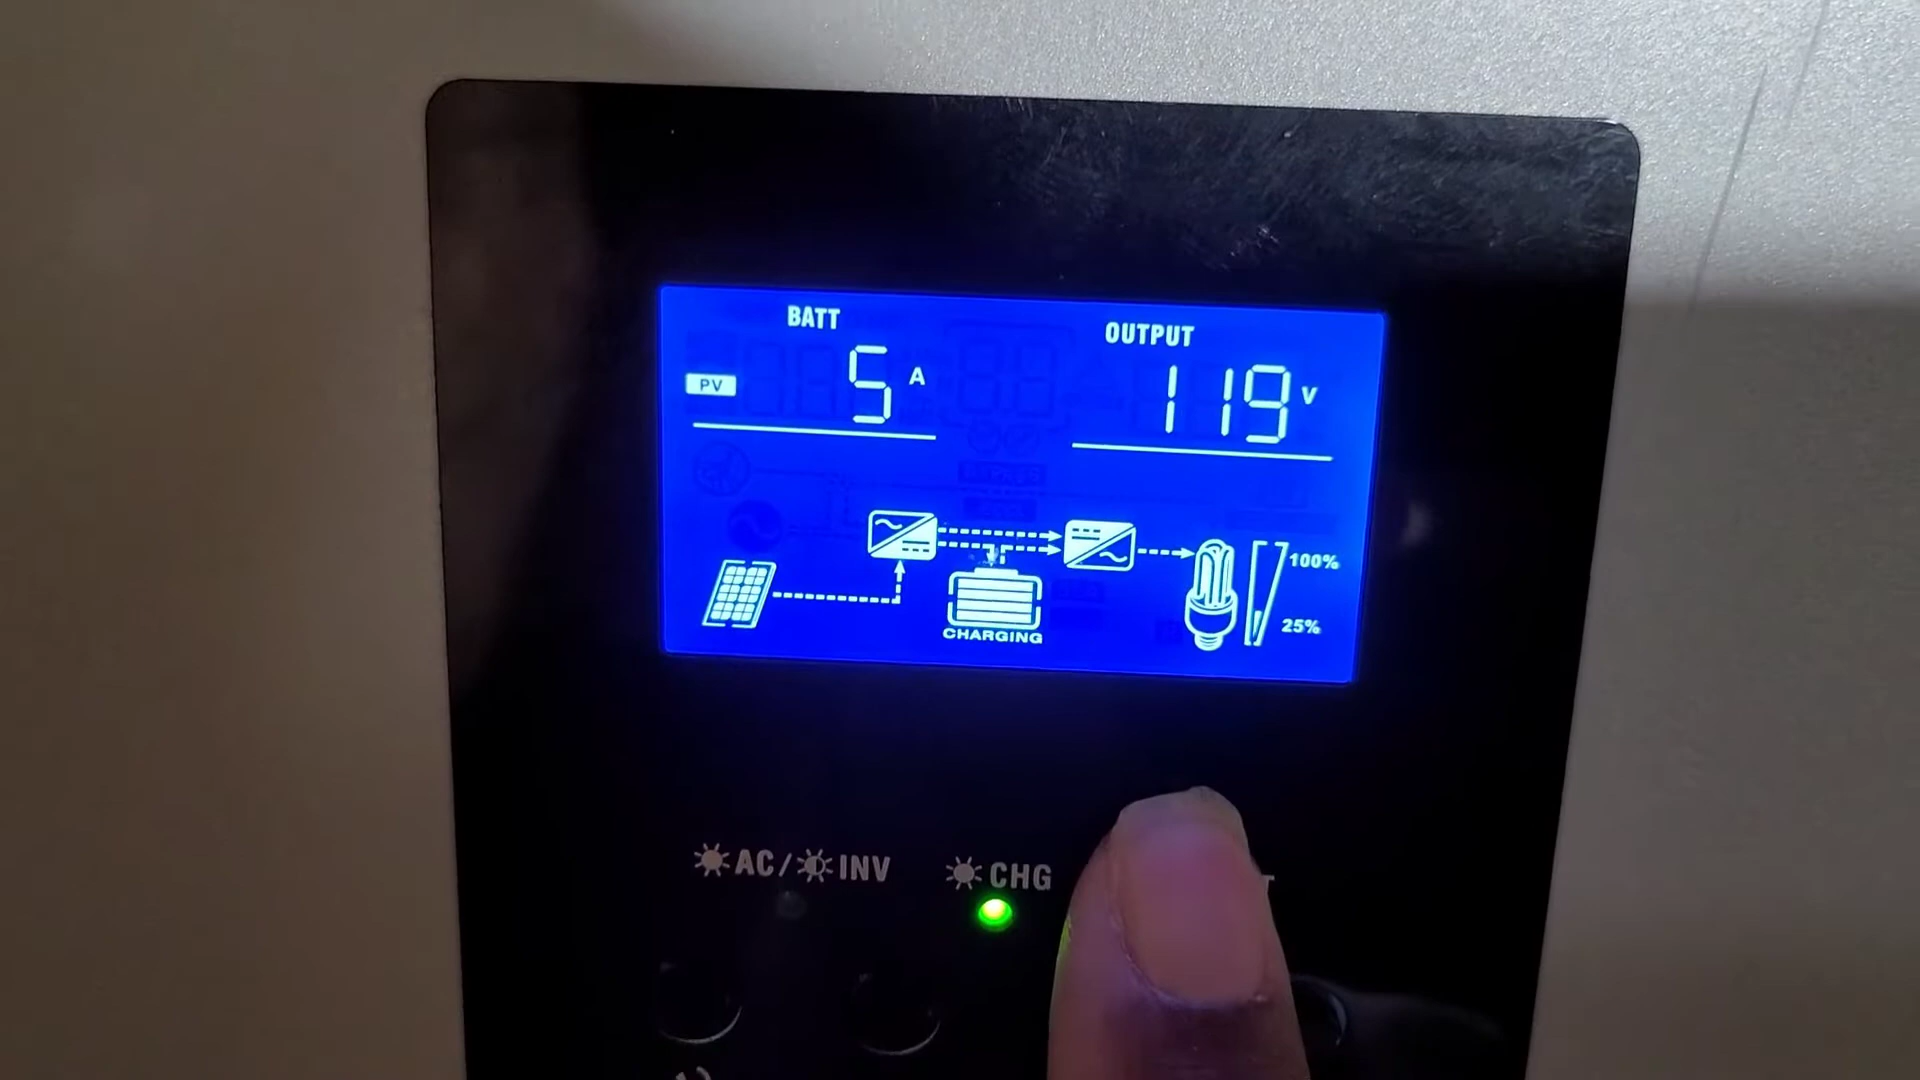 BATT
OUTPUT
PV 5 A
119 V
100%
25%
CHARGING
AC/ INV
CHG